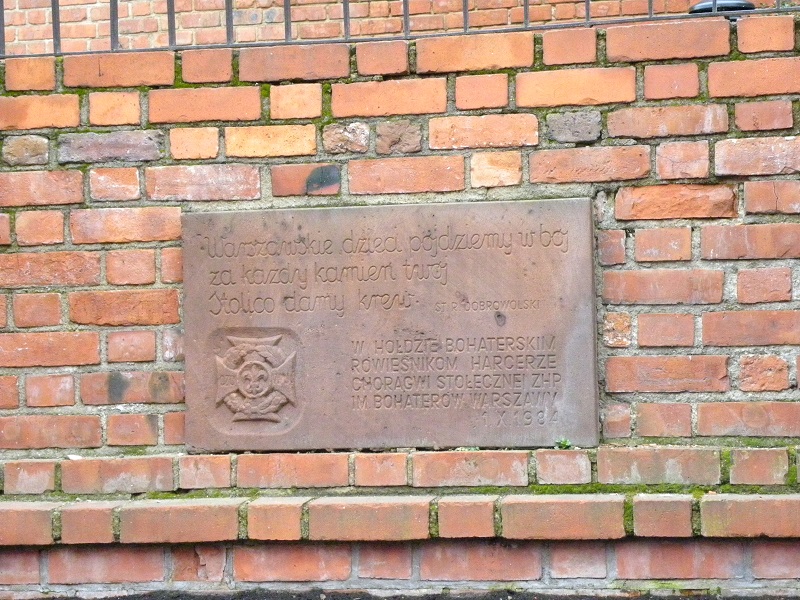 Warszawskie dzieci pójdziemy w bój
za każdy kamień twój
Stolico damy krew. ST. R. DOBROWOLSKI
W HOŁDZIE BOHATERSKIM
RÓWIEŚNIKOM HARCERZE
CHORĄGWI STOŁECZNEJ ZHP
IM. BOHATERÓW WARSZAWY
1 X 1984